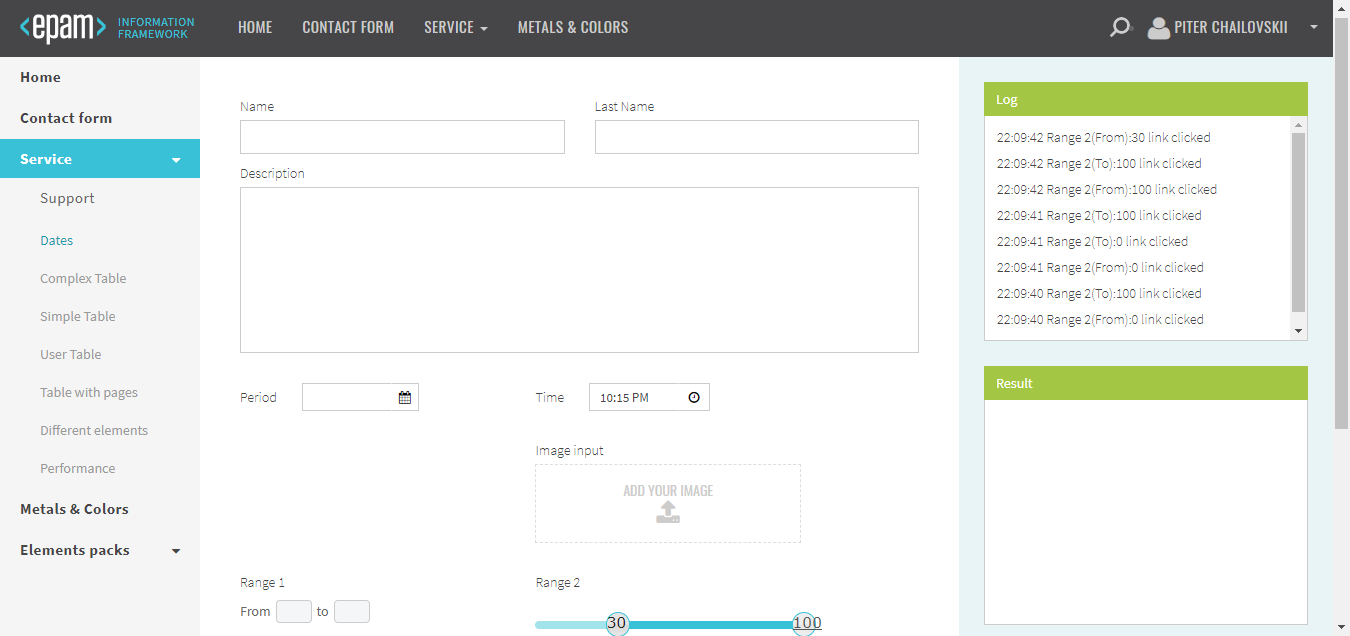 <epam> INFORMATION FRAMEWORK
HOME CONTACT FORM SERVICE METALS & COLORS
PITER CHAILOVSKII
Home
Contact form
Service
Support
Dates
Complex Table
Simple Table
User Table
Table with pages
Different elements
Performance
Metals & Colors
Elements packs
Name Last Name
Description
Period Time 10:15 PM
Image input
ADD YOUR IMAGE
Range 1 Range 2
From to
30 100
Log
22:09:42 Range 2(From):30 link clicked
22:09:42 Range 2(To):100 link clicked
22:09:42 Range 2(From):100 link clicked
22:09:41 Range 2(To):100 link clicked
22:09:41 Range 2(To):0 link clicked
22:09:41 Range 2(From):0 link clicked
22:09:40 Range 2(To):100 link clicked
22:09:40 Range 2(From):0 link clicked
Result